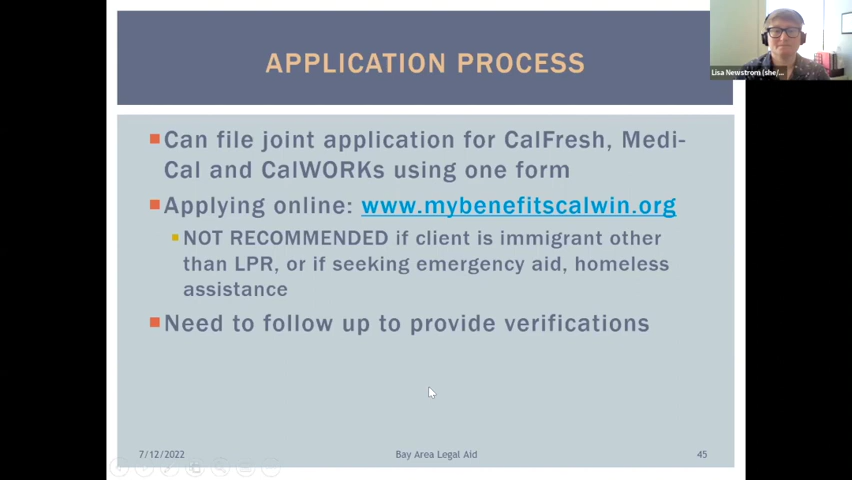 APPLICATION PROCESS
Lisa Newstrom (she/...
Can file joint application for CalFresh, Medi-
Cal and CalWORKs using one form
Applying online: www.mybenefitscalwin.org
NOT RECOMMENDED if client is immigrant other
than LPR, or if seeking emergency aid, homeless
assistance
Need to follow up to provide verifications
7/12/2022
Bay Area Legal Aid
45